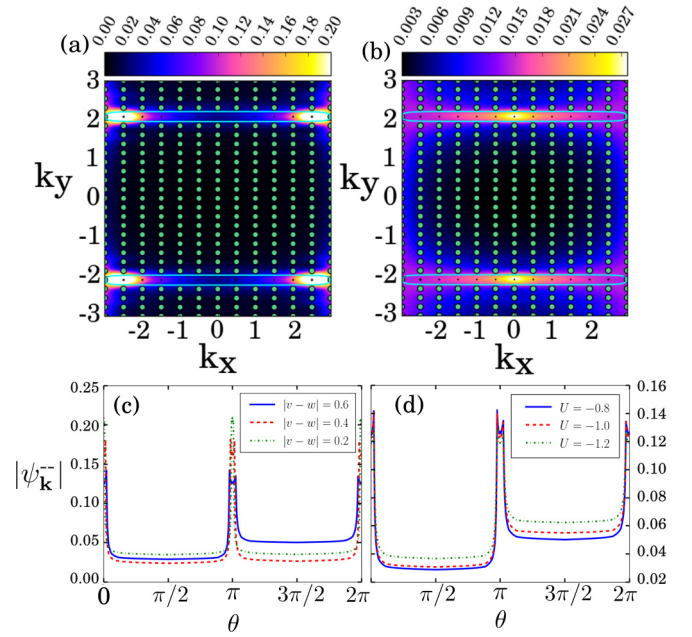 (a)
0.00 0.02 0.04 0.06 0.08 0.10 0.12 0.14 0.16 0.18 0.20
3
2
1
0
-1
-2
-3
ky
-2 -1 0 1 2
kx
(b)
0.003 0.006 0.009 0.012 0.015 0.018 0.021 0.024 0.027
3
2
1
0
-1
-2
-3
ky
-2 -1 0 1 2
kx
(c)
|v − w| = 0.6
|v − w| = 0.4
|v − w| = 0.2
0.25
0.20
0.15
0.10
0.05
0.00
|ψₖ⁻⁻|
0 π/2 π 3π/2 2π
θ
(d)
U = −0.8
U = −1.0
U = −1.2
0.16
0.14
0.12
0.10
0.08
0.06
0.04
0.02
π/2 π 3π/2 2π
θ